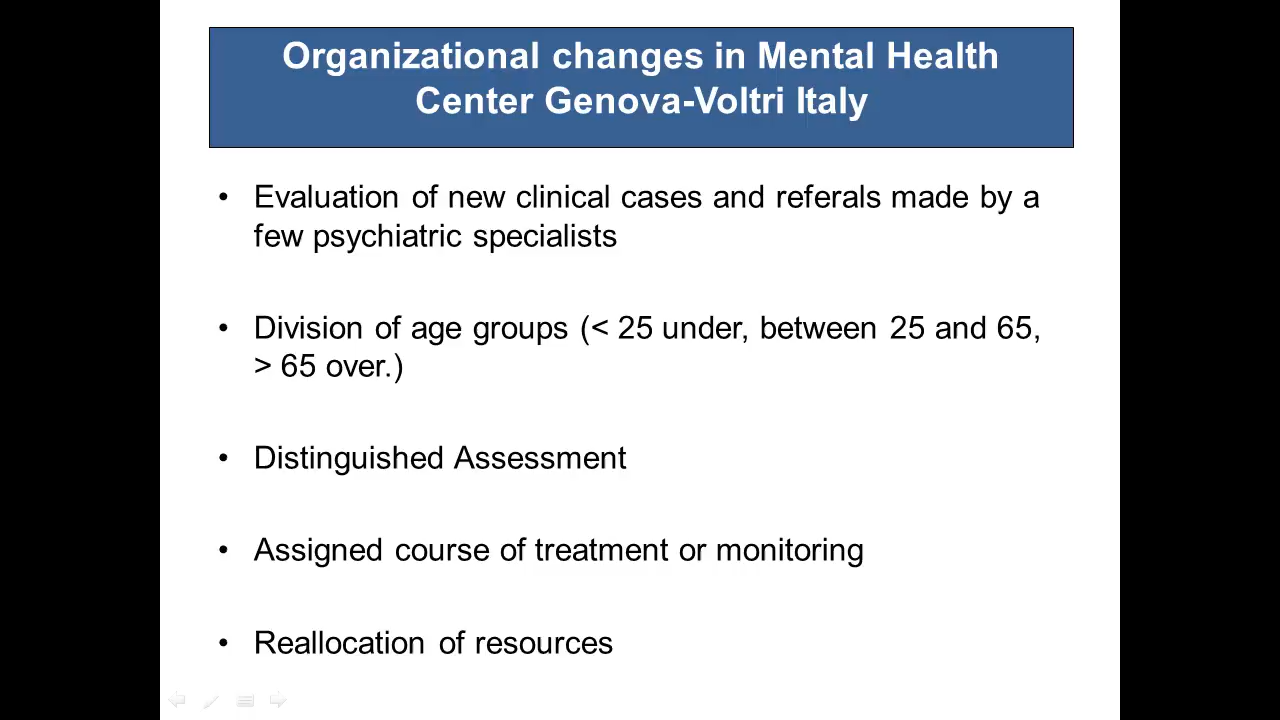 Organizational changes in Mental Health
Center Genova-Voltri Italy
• Evaluation of new clinical cases and referals made by a
few psychiatric specialists
• Division of age groups (< 25 under, between 25 and 65,
> 65 over.)
• Distinguished Assessment
• Assigned course of treatment or monitoring
• Reallocation of resources